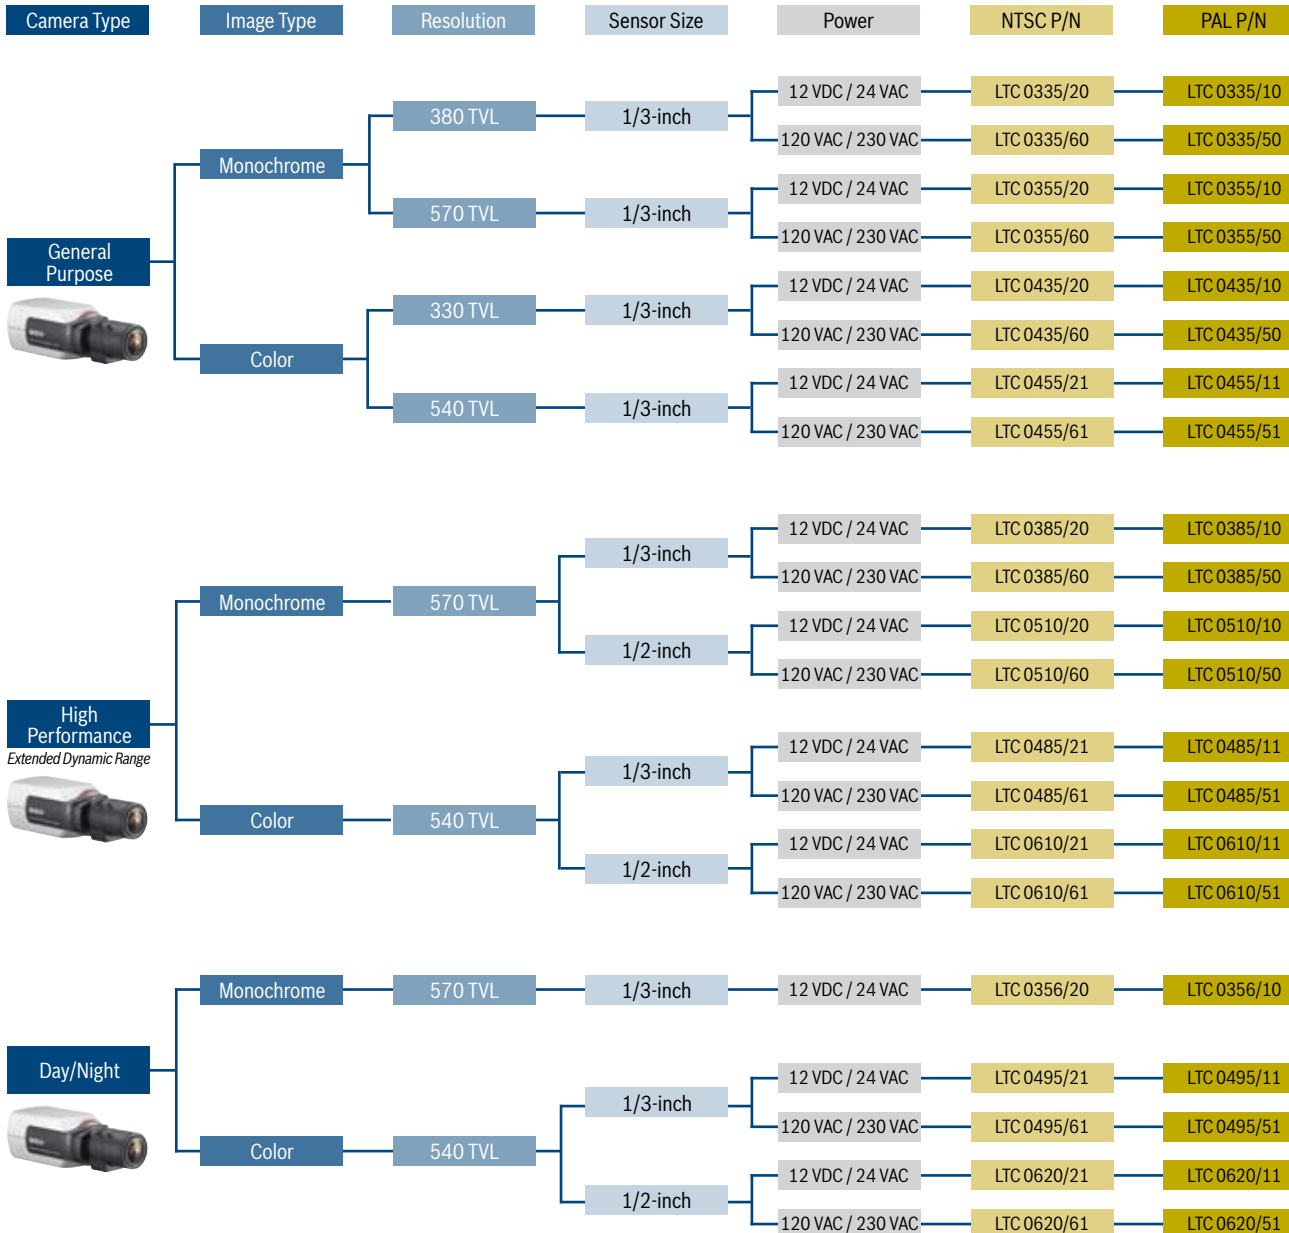 Camera Type Image Type Resolution Sensor Size Power NTSC P/N PAL P/N
12 VDC / 24 VAC LTC 0335/20 LTC 0335/10
380 TVL 1/3-inch
120 VAC / 230 VAC LTC 0335/60 LTC 0335/50
Monochrome
12 VDC / 24 VAC LTC 0355/20 LTC 0355/10
570 TVL 1/3-inch
120 VAC / 230 VAC LTC 0355/60 LTC 0355/50
General
Purpose
12 VDC / 24 VAC LTC 0435/20 LTC 0435/10
330 TVL 1/3-inch
120 VAC / 230 VAC LTC 0435/60 LTC 0435/50
Color
12 VDC / 24 VAC LTC 0455/21 LTC 0455/11
540 TVL 1/3-inch
120 VAC / 230 VAC LTC 0455/61 LTC 0455/51
12 VDC / 24 VAC LTC 0385/20 LTC 0385/10
1/3-inch
120 VAC / 230 VAC LTC 0385/60 LTC 0385/50
Monochrome 570 TVL
12 VDC / 24 VAC LTC 0510/20 LTC 0510/10
1/2-inch
120 VAC / 230 VAC LTC 0510/60 LTC 0510/50
High
Performance
Extended Dynamic Range
12 VDC / 24 VAC LTC 0485/21 LTC 0485/11
1/3-inch
120 VAC / 230 VAC LTC 0485/61 LTC 0485/51
Color 540 TVL
12 VDC / 24 VAC LTC 0610/21 LTC 0610/11
1/2-inch
120 VAC / 230 VAC LTC 0610/61 LTC 0610/51
Monochrome 570 TVL 1/3-inch 12 VDC / 24 VAC LTC 0356/20 LTC 0356/10
Day/Night
12 VDC / 24 VAC LTC 0495/21 LTC 0495/11
1/3-inch
120 VAC / 230 VAC LTC 0495/61 LTC 0495/51
Color 540 TVL
12 VDC / 24 VAC LTC 0620/21 LTC 0620/11
1/2-inch
120 VAC / 230 VAC LTC 0620/61 LTC 0620/51